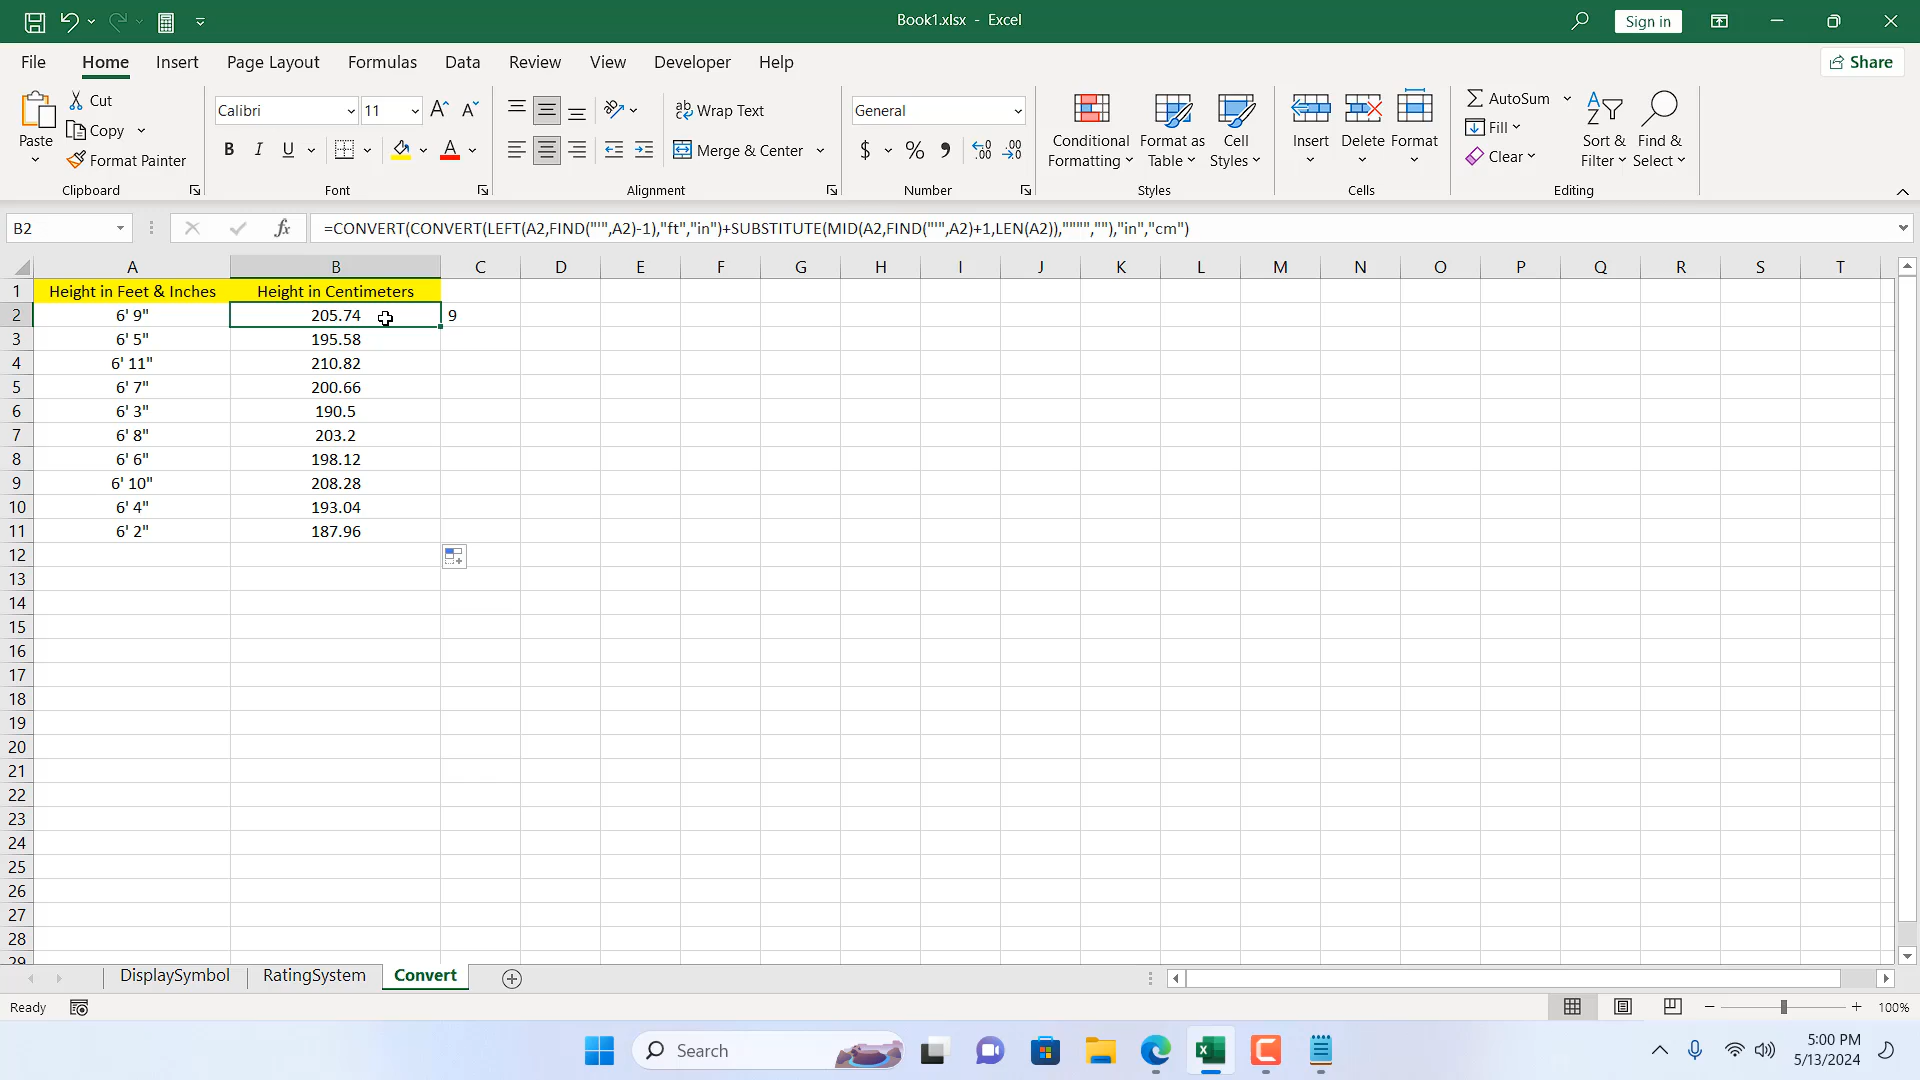 Book1.xlsx - Excel
Sign in
File Home Insert Page Layout Formulas Data Review View Developer Help
Share
Paste
Cut
Copy
Format Painter
Clipboard
Calibri 11
B I U A
Font
ab Wrap Text
Merge & Center
Alignment
General
$ % 9 .00
Number
Conditional Formatting
Format as Table
Cell Styles
Styles
Insert Delete Format
Cells
AutoSum
Fill
Clear
Sort & Filter
Find & Select
Editing
B2 fx =CONVERT(CONVERT(LEFT(A2,FIND("'",A2)-1),"ft","in")+SUBSTITUTE(MID(A2,FIND("'",A2)+1,LEN(A2)),"""",""),"in","cm")
A B C D E F G H I J K L M N O P Q R S T
1 Height in Feet & Inches Height in Centimeters
2 6' 9" 205.74 9
3 6' 5" 195.58
4 6' 11" 210.82
5 6' 7" 200.66
6 6' 3" 190.5
7 6' 8" 203.2
8 6' 6" 198.12
9 6' 10" 208.28
10 6' 4" 193.04
11 6' 2" 187.96
12
13
14
15
16
17
18
19
20
21
22
23
24
25
26
27
28
29
DisplaySymbol RatingSystem Convert
Ready 100%
Search
5:00 PM
5/13/2024